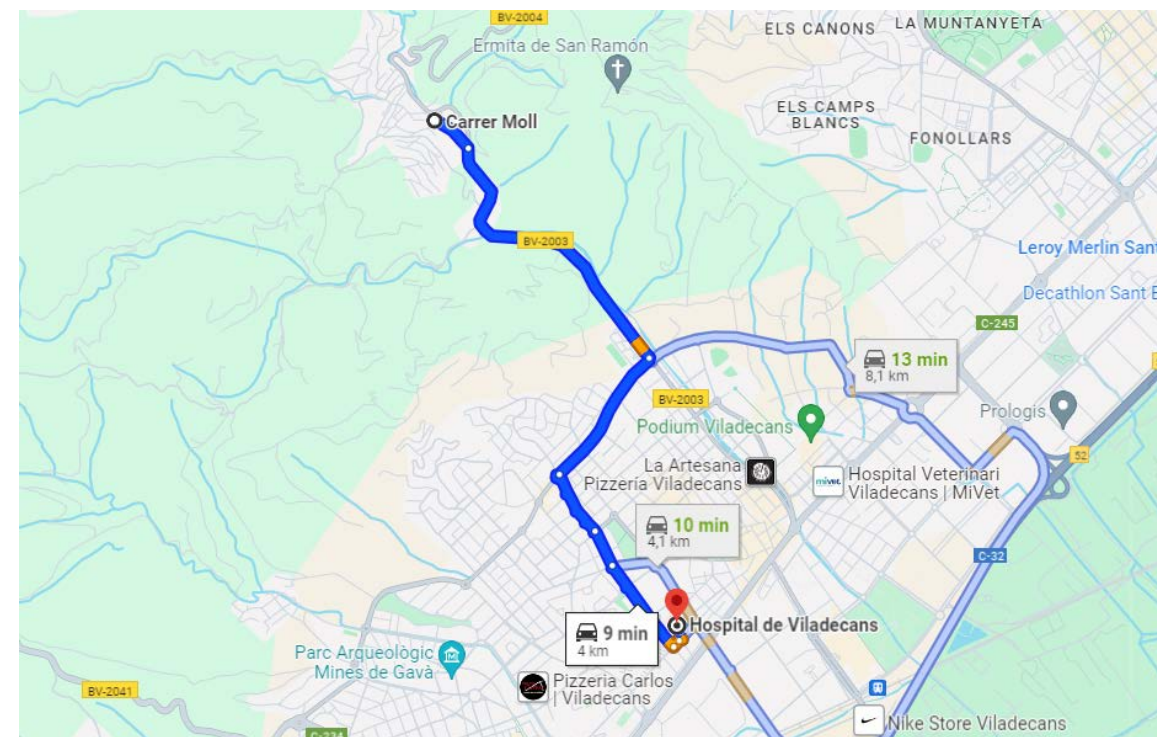 BV-2004
ELS CANONS
LA MUNTANYETA
Ermita de San Ramón
Carrer Moll
ELS CAMPS
BLANCS
FONOLLARS
BV-2003
Leroy Merlin Sant
Decathlon Sant B
C-245
13 min
8,1 km
BV-2003
Prologis
Podium Viladecans
52
La Artesana
Pizzería Viladecans
mivet
Hospital Veterinari
Viladecans | MiVet
10 min
4,1 km
C-32
9 min
4 km
Hospital de Viladecans
Parc Arqueològic
Mines de Gavà
Pizzeria Carlos
| Viladecans
BV-2041
Nike Store Viladecans
C-234